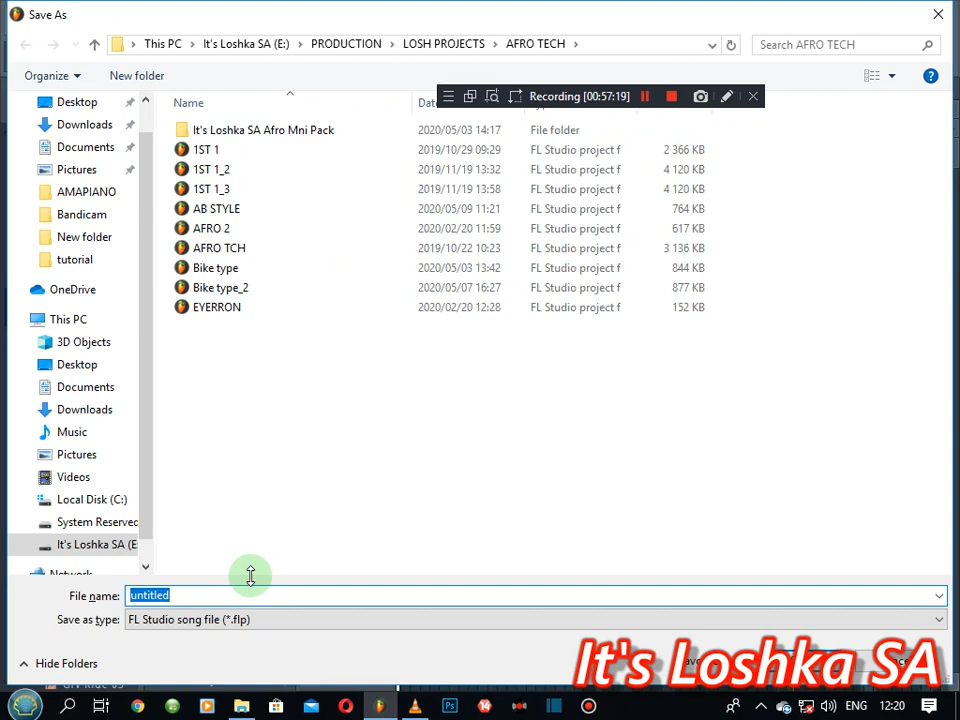 Save As
This PC > It's Loshka SA (E:) > PRODUCTION > LOSH PROJECTS > AFRO TECH >
Search AFRO TECH
Organize
New folder
Recording [00:57:19]
Name
Desktop
Downloads
Documents
Pictures
AMAPIANO
Bandicam
New folder
tutorial
OneDrive
This PC
3D Objects
Desktop
Documents
Downloads
Music
Pictures
Videos
Local Disk (C:)
System Reserved
It's Loshka SA (E
It's Loshka SA Afro Mni Pack 2020/05/03 14:17 File folder
1ST 1 2019/10/29 09:29 FL Studio project f 2 366 KB
1ST 1_2 2019/11/19 13:32 FL Studio project f 4 120 KB
1ST 1_3 2019/11/19 13:58 FL Studio project f 4 120 KB
AB STYLE 2020/05/09 11:21 FL Studio project f 764 KB
AFRO 2 2020/02/20 11:59 FL Studio project f 617 KB
AFRO TCH 2019/10/22 10:23 FL Studio project f 3 136 KB
Bike type 2020/05/03 13:42 FL Studio project f 844 KB
Bike type_2 2020/05/07 16:27 FL Studio project f 877 KB
EYERRON 2020/02/20 12:28 FL Studio project f 152 KB
File name: untitled
Save as type: FL Studio song file (*.flp)
Hide Folders
It's Loshka SA
ENG 12:20